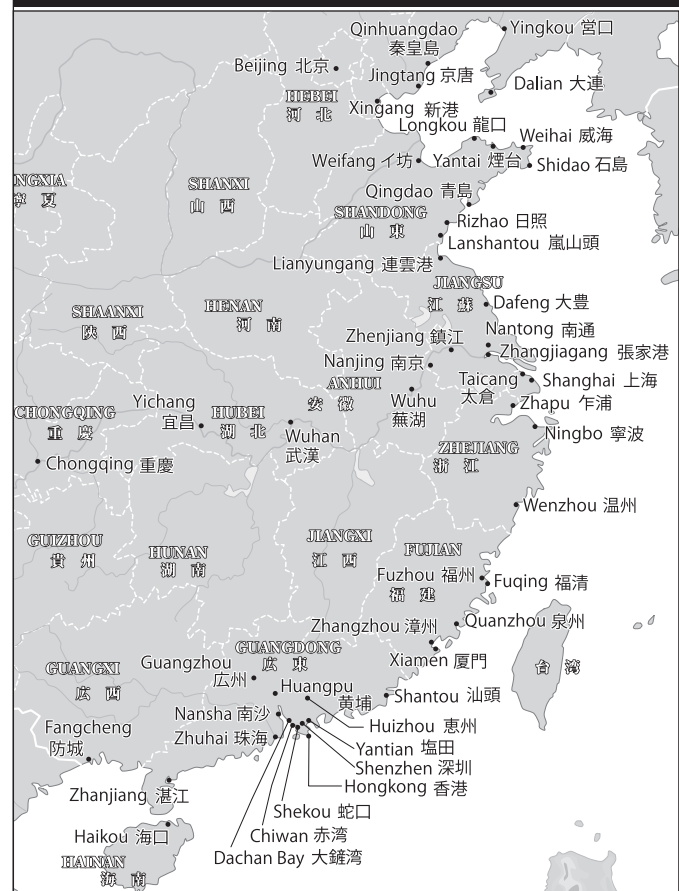 Qinhuangdao
秦皇島
Yingkou 営口
Beijing 北京
Jingtang 京唐
Dalian 大連
HEBEI
河 北
Xingang 新港
Longkou 龍口
Weihai 威海
Weifang イ坊
Yantai 煙台
Shidao 石島
NGXIA
寧 夏
SHANXI
山 西
Qingdao 青島
SHANDONG
山 東
Rizhao 日照
Lanshantou 嵐山頭
Lianyungang 連雲港
JIANGSU
江 蘇
Dafeng 大豊
SHAANXI
陝 西
HENAN
河 南
Zhenjiang 鎮江
Nantong 南通
Zhangjiagang 張家港
Nanjing 南京
ANHUI
安 徽
Taicang
太倉
Shanghai 上海
Wuhu
蕪湖
Zhapu 乍浦
CHONGQING
重 慶
Yichang
宜昌
HUBEI
湖 北
Wuhan
武漢
Ningbo 寧波
ZHEJIANG
浙 江
Chongqing 重慶
Wenzhou 温州
GUIZHOU
貴 州
HUNAN
湖 南
JIANGXI
江 西
FUJIAN
Fuzhou 福州
福 建
Fuqing 福清
Zhangzhou 漳州
Quanzhou 泉州
GUANGDONG
広 東
Xiamen 厦門
台 湾
GUANGXI
広 西
Guangzhou
広州
Huangpu
黄埔
Shantou 汕頭
Nansha 南沙
Huizhou 恵州
Fangcheng
防城
Zhuhai 珠海
Yantian 塩田
Shenzhen 深圳
Hongkong 香港
Zhanjiang 湛江
Shekou 蛇口
Haikou 海口
Chiwan 赤湾
HAINAN
海 南
Dachan Bay 大鏟湾